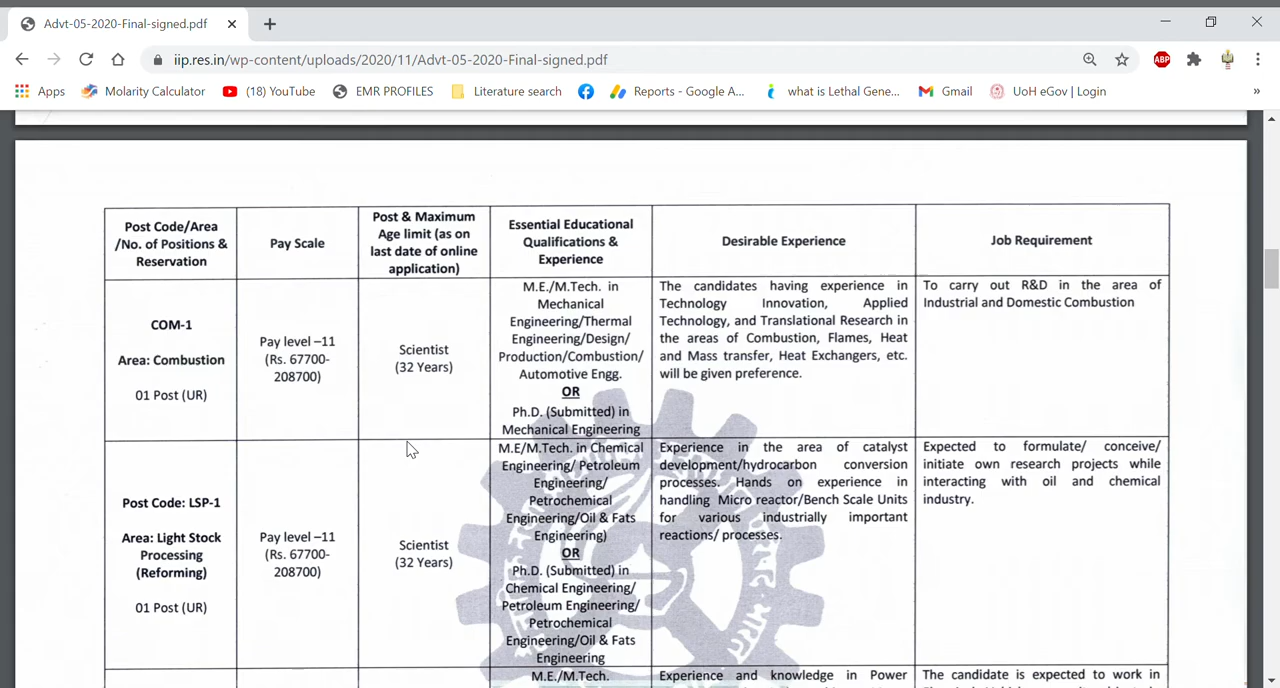 Advt-05-2020-Final-signed.pdf
iip.res.in/wp-content/uploads/2020/11/Advt-05-2020-Final-signed.pdf
ABP
Apps Molarity Calculator (18) YouTube EMR PROFILES Literature search Reports - Google A... what is Lethal Gene... Gmail UoH eGov | Login »
Post Code/Area
/No. of Positions &
Reservation
Pay Scale
Post & Maximum
Age limit (as on
last date of online
application)
Essential Educational
Qualifications &
Experience
Desirable Experience
Job Requirement
COM-1
Area: Combustion
01 Post (UR)
Pay level –11
(Rs. 67700-
208700)
Scientist
(32 Years)
M.E./M.Tech. in
Mechanical
Engineering/Thermal
Engineering/Design/
Production/Combustion/
Automotive Engg.
OR
Ph.D. (Submitted) in
Mechanical Engineering
The candidates having experience in
Technology Innovation, Applied
Technology, and Translational Research in
the areas of Combustion, Flames, Heat
and Mass transfer, Heat Exchangers, etc.
will be given preference.
To carry out R&D in the area of
Industrial and Domestic Combustion
Post Code: LSP-1
Area: Light Stock
Processing
(Reforming)
01 Post (UR)
Pay level –11
(Rs. 67700-
208700)
Scientist
(32 Years)
M.E/M.Tech. in Chemical
Engineering/ Petroleum
Engineering/
Petrochemical
Engineering/Oil & Fats
Engineering)
OR
Ph.D. (Submitted) in
Chemical Engineering/
Petroleum Engineering/
Petrochemical
Engineering/Oil & Fats
Engineering
Experience in the area of catalyst
development/hydrocarbon conversion
processes. Hands on experience in
handling Micro reactor/Bench Scale Units
for various industrially important
reactions/ processes.
Expected to formulate/ conceive/
initiate own research projects while
interacting with oil and chemical
industry.
M.E./M.Tech.
Experience and knowledge in Power
The candidate is expected to work in